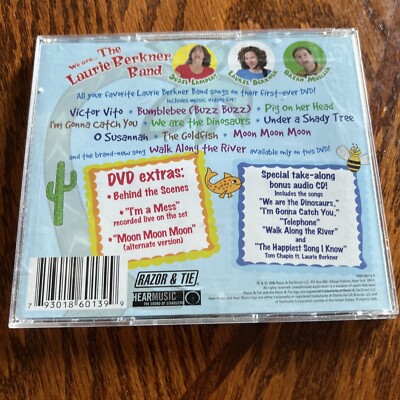 We are... The
Laurie Berkner
Band
SUSIE LAMPERT
LAURIE BERKNER
BRIAN MUELLER
All your favorite Laurie Berkner Band songs on their first-ever DVD!
Includes music videos for:
Victor Vito • Bumblebee (Buzz Buzz) • Pig on her Head
I'm Gonna Catch You • We are the Dinosaurs • Under a Shady Tree
O Susannah • The Goldfish • Moon Moon Moon
and the brand-new song Walk Along the River available only on this DVD!
DVD extras:
• Behind the Scenes
• "I'm a Mess"
recorded live on the set
• "Moon Moon Moon"
(alternate version)
Special take-along
bonus audio CD!
Includes the songs
"We are the Dinosaurs,"
"I'm Gonna Catch You,"
"Telephone"
"Walk Along the River"
and
"The Happiest Song I Know"
Tom Chapin ft. Laurie Berkner
7 93018 60139 9
RAZOR & TIE
HEAR MUSIC
THE SOUND OF STARBUCKS